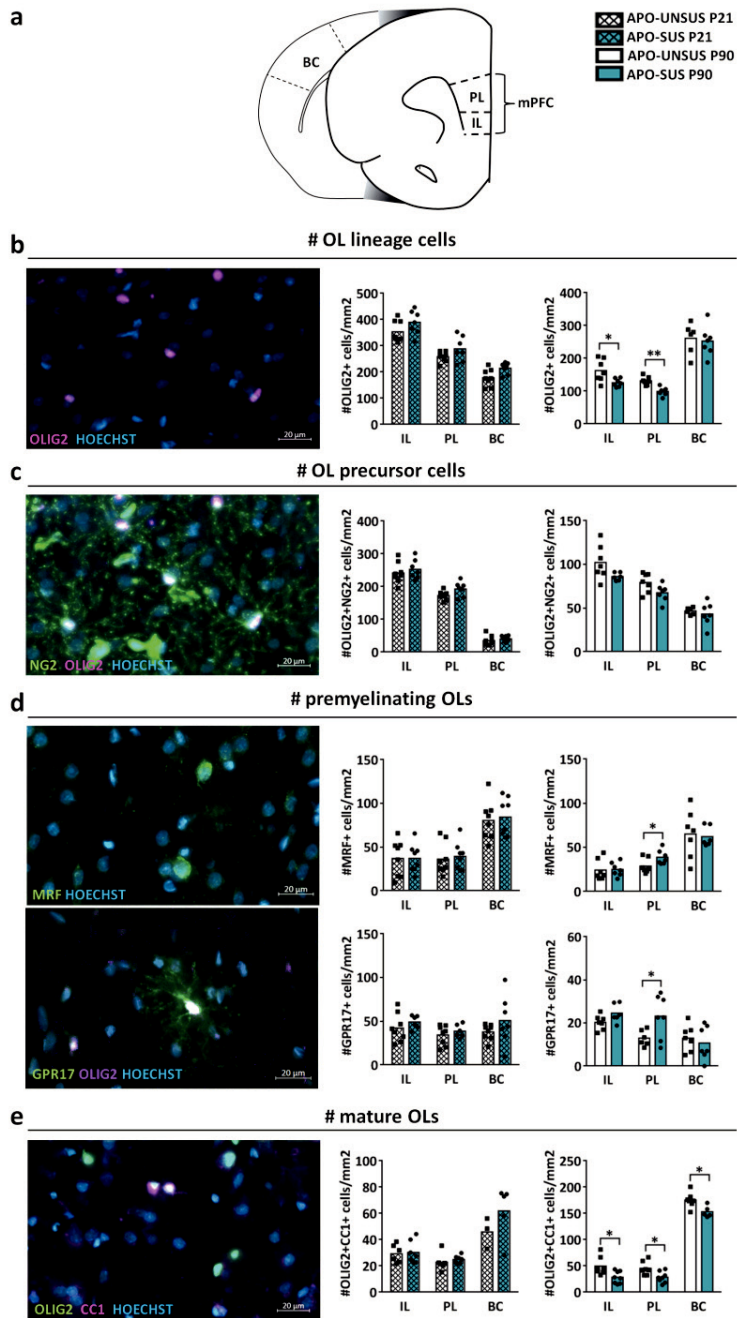 a
BC
PL
IL
mPFC
APO-UNSUS P21
APO-SUS P21
APO-UNSUS P90
APO-SUS P90
b
# OL lineage cells
OLIG2 HOECHST
20 µm
#OLIG2+ cells/mm2
500
400
300
200
100
0
IL PL BC
#OLIG2+ cells/mm2
400
300
200
100
0
*
**
IL PL BC
c
# OL precursor cells
NG2 OLIG2 HOECHST
20 µm
#OLIG2+NG2+ cells/mm2
400
300
200
100
0
IL PL BC
#OLIG2+NG2+ cells/mm2
150
100
50
0
IL PL BC
d
# premyelinating OLs
MRF HOECHST
20 µm
#MRF+ cells/mm2
150
100
50
0
IL PL BC
#MRF+ cells/mm2
150
100
50
0
*
IL PL BC
GPR17 OLIG2 HOECHST
20 µm
#GPR17+ cells/mm2
150
100
50
0
IL PL BC
#GPR17+ cells/mm2
60
40
20
0
*
IL PL BC
e
# mature OLs
OLIG2 CC1 HOECHST
20 µm
#OLIG2+CC1+ cells/mm2
100
80
60
40
20
0
IL PL BC
#OLIG2+CC1+ cells/mm2
250
200
150
100
50
0
*
*
*
IL PL BC